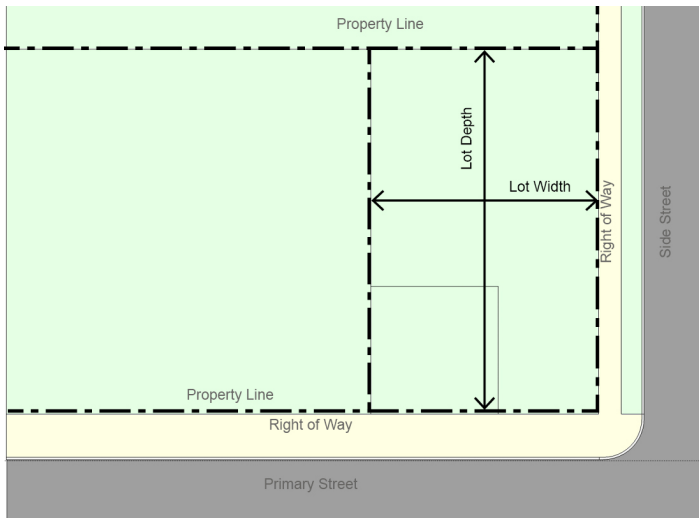 Property Line
Lot Depth
Lot Width
Right of Way
Side Street
Property Line
Right of Way
Primary Street